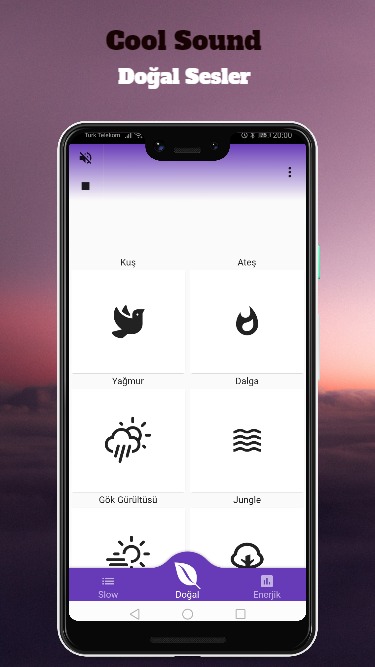 Cool Sound
Doğal Sesler
Türk Telekom
20:00
Kuş Ateş
Yağmur Dalga
Gök Gürültüsü Jungle
Slow Doğal Enerjik